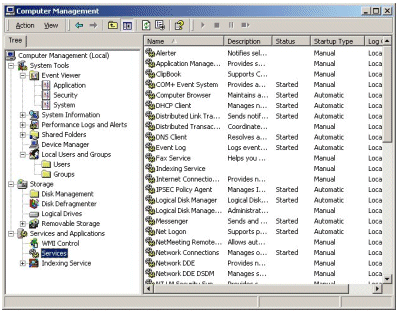 Computer Management
Action View
Tree
Computer Management (Local)
System Tools
Event Viewer
Application
Security
System
System Information
Performance Logs and Alerts
Shared Folders
Device Manager
Local Users and Groups
Users
Groups
Storage
Disk Management
Disk Defragmenter
Logical Drives
Removable Storage
Services and Applications
WMI Control
Services
Indexing Service
Name Description Status Startup Type Log
Alerter Notifies sel... Manual Loca
Application Manage... Provides s... Manual Loca
ClipBook Supports C... Manual Loca
COM+ Event System Provides a... Started Manual Loca
Computer Browser Maintains a... Started Automatic Loca
DHCP Client Manages n... Started Automatic Loca
Distributed Link Tra... Sends notif... Started Automatic Loca
Distributed Transac... Coordinate... Manual Loca
DNS Client Resolves a... Started Automatic Loca
Event Log Logs event... Started Automatic Loca
Fax Service Helps you ... Manual Loca
Indexing Service Manual Loca
Internet Connectio... Provides n... Manual Loca
IPSEC Policy Agent Manages I... Started Automatic Loca
Logical Disk Manager Logical Disk... Started Automatic Loca
Logical Disk Manage... Administrat... Manual Loca
Messenger Sends and ... Started Automatic Loca
Net Logon Supports p... Started Automatic Loca
NetMeeting Remote... Allows aut... Manual Loca
Network Connections Manages o... Started Manual Loca
Network DDE Provides n... Manual Loca
Network DDE DSDM Manages s... Manual Loca